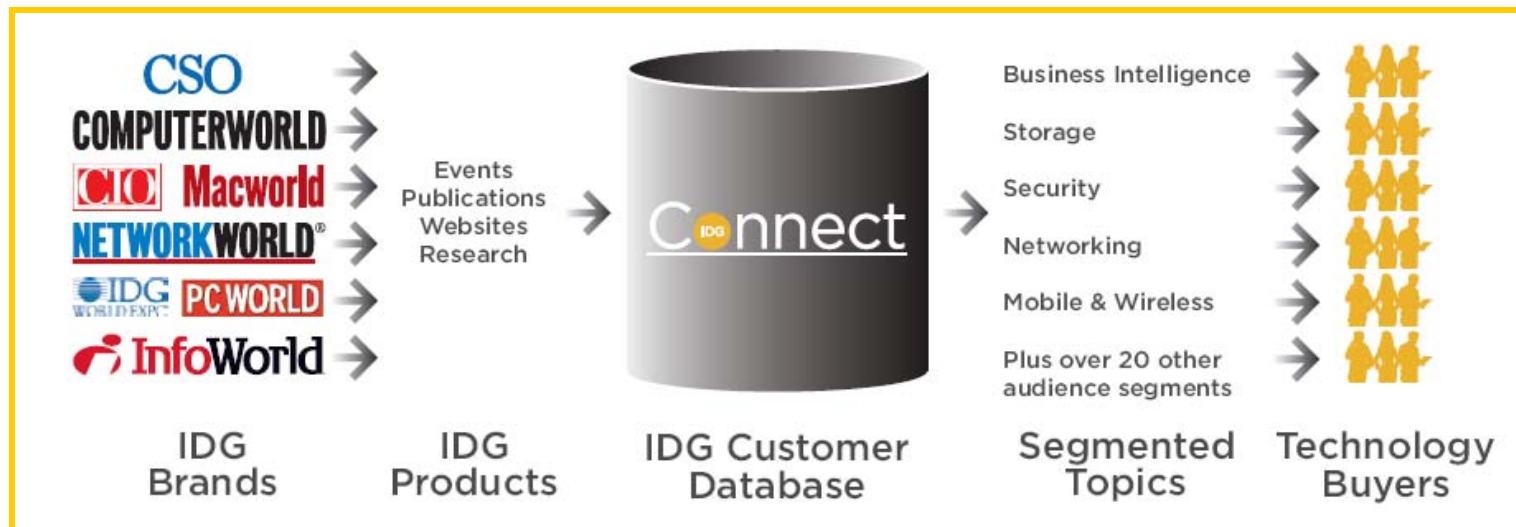 CSO
COMPUTERWORLD
CIO Macworld
NETWORKWORLD®
IDG
WORLD EXPO
PC WORLD
InfoWorld
IDG
Brands
Events
Publications
Websites
Research
IDG
Products
Connect
IDG
IDG Customer
Database
Business Intelligence
Storage
Security
Networking
Mobile & Wireless
Plus over 20 other
audience segments
Segmented
Topics
Technology
Buyers